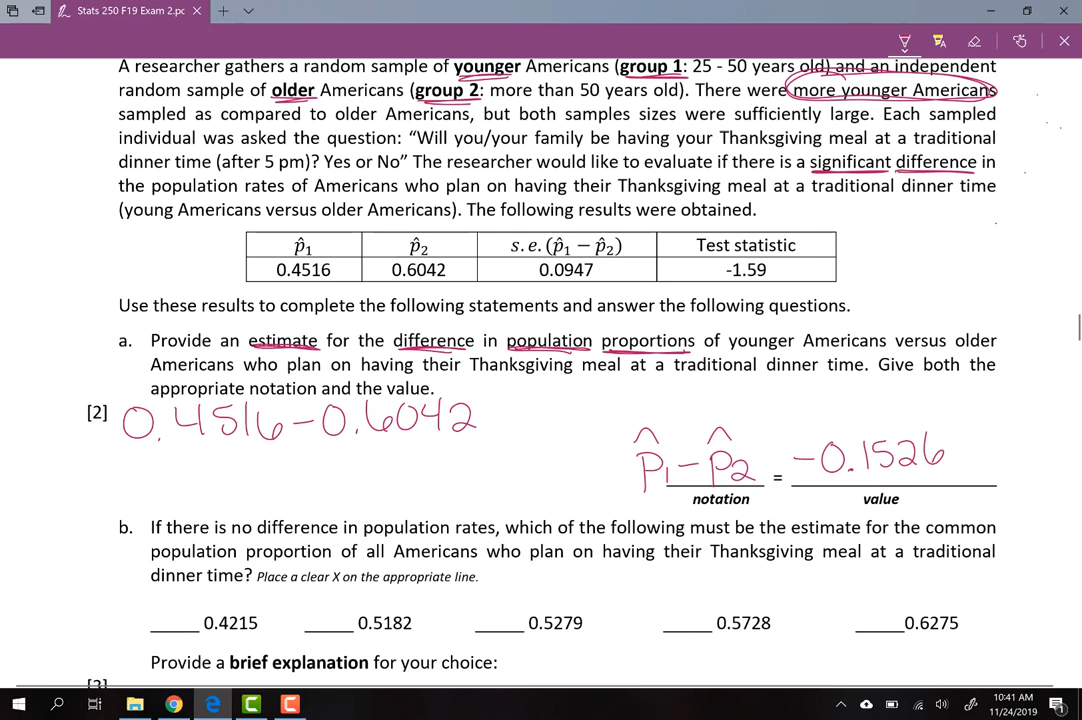 Stats 250 F19 Exam 2.pc
A researcher gathers a random sample of younger Americans (group 1: 25 - 50 years old) and an independent
random sample of older Americans (group 2: more than 50 years old). There were more younger Americans
sampled as compared to older Americans, but both samples sizes were sufficiently large. Each sampled
individual was asked the question: “Will you/your family be having your Thanksgiving meal at a traditional
dinner time (after 5 pm)? Yes or No” The researcher would like to evaluate if there is a significant difference in
the population rates of Americans who plan on having their Thanksgiving meal at a traditional dinner time
(young Americans versus older Americans). The following results were obtained.
p̂1 p̂2 s. e. (p̂1 − p̂2) Test statistic
0.4516 0.6042 0.0947 -1.59
Use these results to complete the following statements and answer the following questions.
a. Provide an estimate for the difference in population proportions of younger Americans versus older
Americans who plan on having their Thanksgiving meal at a traditional dinner time. Give both the
appropriate notation and the value.
[2] 0.4516-0.6042
p̂1 - p̂2 = -0.1526
notation value
b. If there is no difference in population rates, which of the following must be the estimate for the common
population proportion of all Americans who plan on having their Thanksgiving meal at a traditional
dinner time? Place a clear X on the appropriate line.
_____ 0.4215 _____ 0.5182 _____ 0.5279 _____ 0.5728 _____0.6275
Provide a brief explanation for your choice:
10:41 AM
11/24/2019